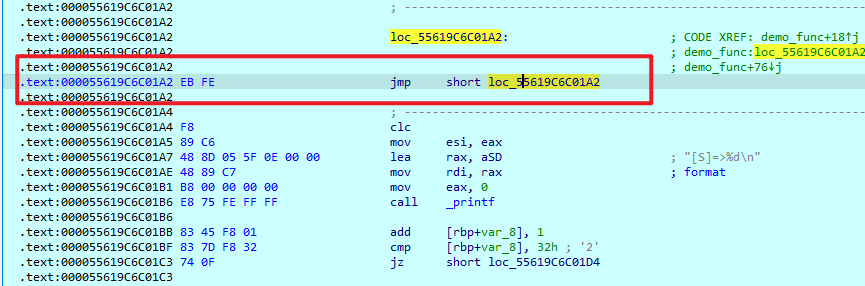 .text:000055619C6C01A2 ; ---------------------------------------------------------------------------
.text:000055619C6C01A2
.text:000055619C6C01A2 loc_55619C6C01A2: ; CODE XREF: demo_func+18↑j
.text:000055619C6C01A2 ; demo_func:loc_55619C6C01A2
.text:000055619C6C01A2 ; demo_func+76↓j
.text:000055619C6C01A2 EB FE jmp short loc_55619C6C01A2
.text:000055619C6C01A2
.text:000055619C6C01A4 ; ---------------------------------------------------------------------------
.text:000055619C6C01A4 F8 clc
.text:000055619C6C01A5 89 C6 mov esi, eax
.text:000055619C6C01A7 48 8D 05 5F 0E 00 00 lea rax, aSD ; "[S]=>%d\n"
.text:000055619C6C01AE 48 89 C7 mov rdi, rax ; format
.text:000055619C6C01B1 B8 00 00 00 00 mov eax, 0
.text:000055619C6C01B6 E8 75 FE FF FF call _printf
.text:000055619C6C01B6
.text:000055619C6C01BB 83 45 F8 01 add [rbp+var_8], 1
.text:000055619C6C01BF 83 7D F8 32 cmp [rbp+var_8], 32h ; '2'
.text:000055619C6C01C3 74 0F jz short loc_55619C6C01D4
.text:000055619C6C01C3